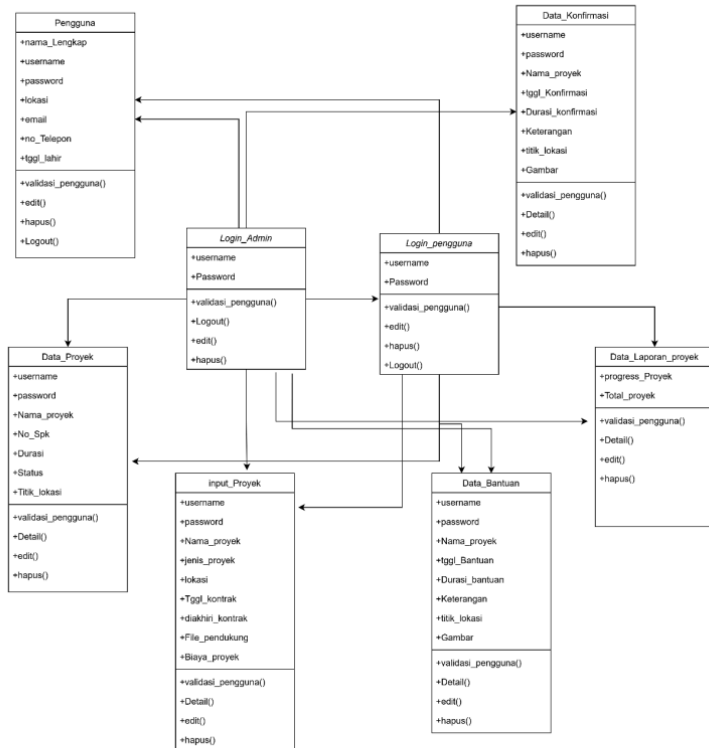 Pengguna
+nama_Lengkap
+username
+password
+lokasi
+email
+no_Telepon
+tggl_lahir
+validasi_pengguna()
+edit()
+hapus()
+Logout()
Data_Konfirmasi
+username
+password
+Nama_proyek
+tggl_Konfirmasi
+Durasi_konfirmasi
+Keterangan
+titik_lokasi
+Gambar
+validasi_pengguna()
+Detail()
+edit()
+hapus()
Login_Admin
+username
+Password
+validasi_pengguna()
+Logout()
+edit()
+hapus()
Login_pengguna
+username
+Password
+validasi_pengguna()
+edit()
+hapus()
+Logout()
Data_Proyek
+username
+password
+Nama_proyek
+No_Spk
+Durasi
+Status
+Titik_lokasi
+validasi_pengguna()
+Detail()
+edit()
+hapus()
Data_Laporan_proyek
+progress_Proyek
+Total_proyek
+validasi_pengguna()
+Detail()
+edit()
+hapus()
input_Proyek
+username
+password
+Nama_proyek
+jenis_proyek
+lokasi
+Tggl_kontrak
+diakhiri_kontrak
+File_pendukung
+Biaya_proyek
+validasi_pengguna()
+Detail()
+edit()
+hapus()
Data_Bantuan
+username
+password
+Nama_proyek
+tggl_Bantuan
+Durasi_bantuan
+Keterangan
+titik_lokasi
+Gambar
+validasi_pengguna()
+Detail()
+edit()
+hapus()